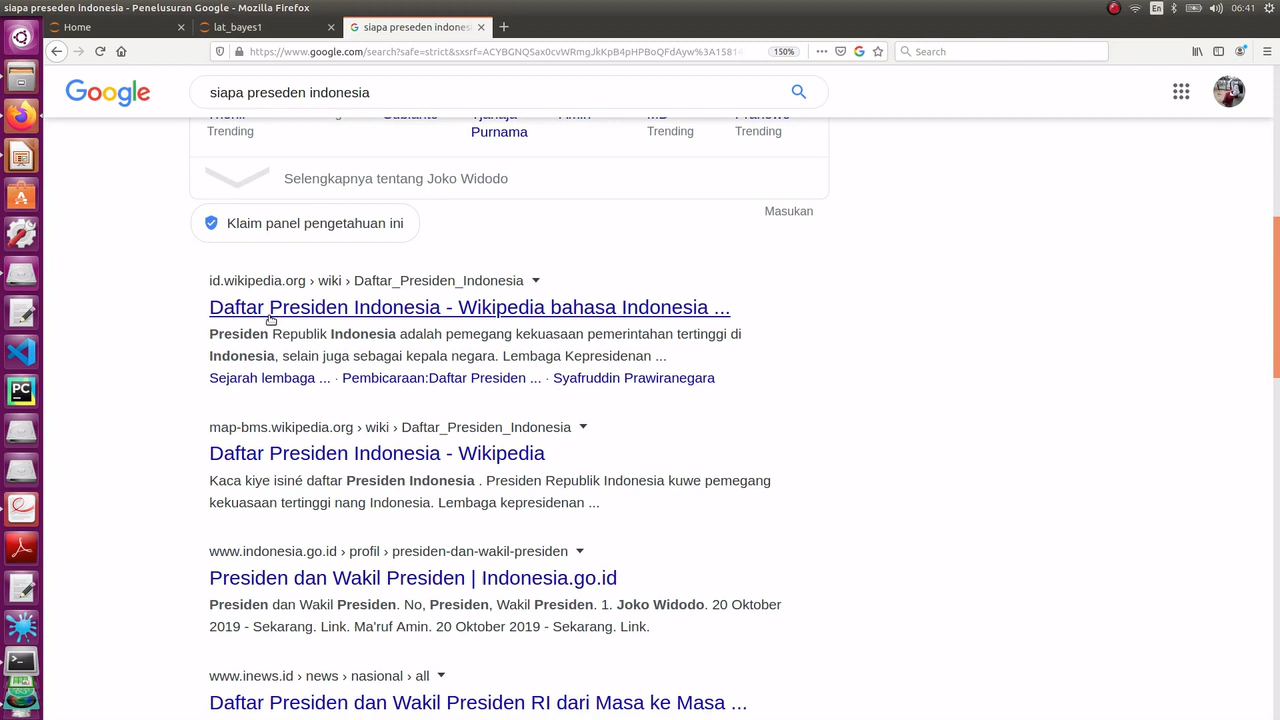 siapa preseden indonesia - Penelusuran Google - Mozilla Firefox
En
06:41
Home
lat_bayes1
siapa preseden indones
https://www.google.com/search?safe=strict&sxsrf=ACYBGNQSax0cvWRmgJkKpB4pHPBoQFdAyw%3A1581
150%
Search
Google
siapa preseden indonesia
Trending
Purnama
Trending
Trending
Selengkapnya tentang Joko Widodo
Masukan
Klaim panel pengetahuan ini
id.wikipedia.org › wiki › Daftar_Presiden_Indonesia
Daftar Presiden Indonesia - Wikipedia bahasa Indonesia ...
Presiden Republik Indonesia adalah pemegang kekuasaan pemerintahan tertinggi di
Indonesia, selain juga sebagai kepala negara. Lembaga Kepresidenan ...
Sejarah lembaga ... · Pembicaraan:Daftar Presiden ... · Syafruddin Prawiranegara
map-bms.wikipedia.org › wiki › Daftar_Presiden_Indonesia
Daftar Presiden Indonesia - Wikipedia
Kaca kiye isiné daftar Presiden Indonesia . Presiden Republik Indonesia kuwe pemegang
kekuasaan tertinggi nang Indonesia. Lembaga kepresidenan ...
www.indonesia.go.id › profil › presiden-dan-wakil-presiden
Presiden dan Wakil Presiden | Indonesia.go.id
Presiden dan Wakil Presiden. No, Presiden, Wakil Presiden. 1. Joko Widodo. 20 Oktober
2019 - Sekarang. Link. Ma'ruf Amin. 20 Oktober 2019 - Sekarang. Link.
www.inews.id › news › nasional › all
Daftar Presiden dan Wakil Presiden RI dari Masa ke Masa ...
PC